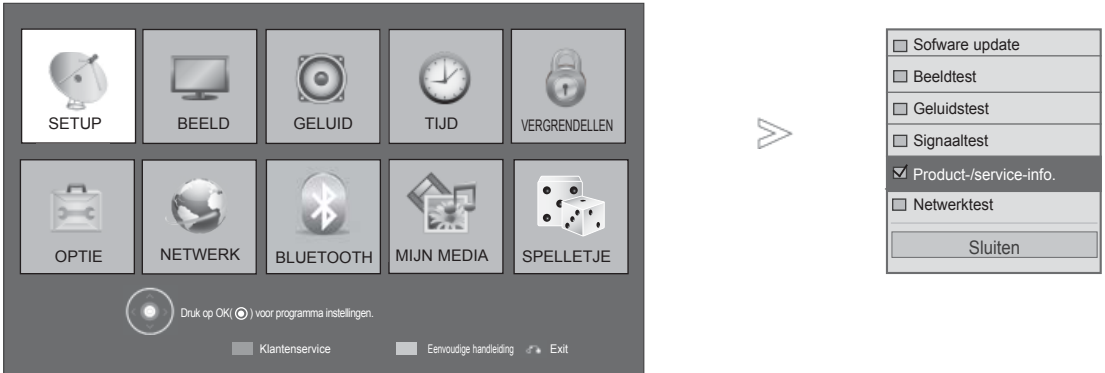 SETUP BEELD GELUID TIJD VERGRENDELLEN
OPTIE NETWERK BLUETOOTH MIJN MEDIA SPELLETJE
Druk op OK( ) voor programma instellingen.
Klantenservice Eenvoudige handleiding Exit
Sofware update
Beeldtest
Geluidstest
Signaaltest
Product-/service-info.
Netwerktest
Sluiten